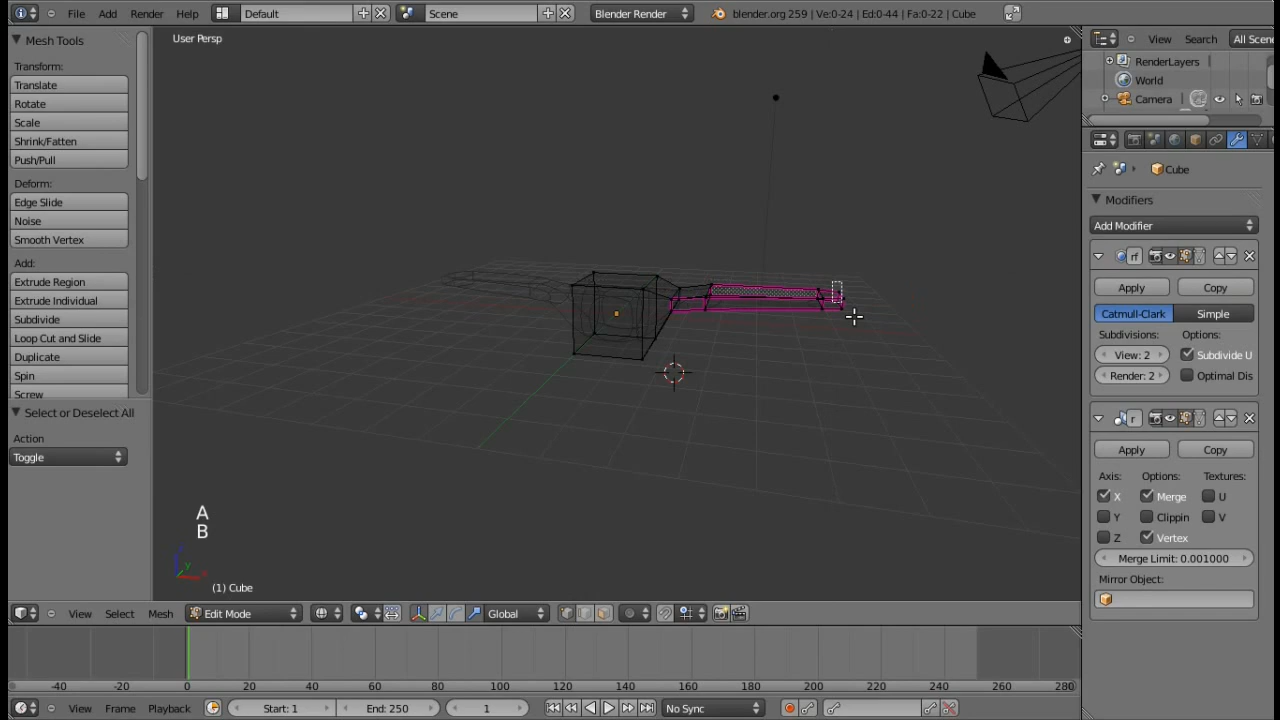 File Add Render Help Default Scene Blender Render blender.org 259 | Ve:0-24 | Ed:0-44 | Fa:0-22 | Cube
Mesh Tools
Transform:
Translate
Rotate
Scale
Shrink/Fatten
Push/Pull
Deform:
Edge Slide
Noise
Smooth Vertex
Add:
Extrude Region
Extrude Individual
Subdivide
Loop Cut and Slide
Duplicate
Spin
Screw
Select or Deselect All
Action
Toggle
User Persp
A
B
y
(1) Cube
View Search All Scene
RenderLayers
World
Camera
Cube
Modifiers
Add Modifier
rf
Apply Copy
Catmull-Clark Simple
Subdivisions: Options:
View: 2 Subdivide U
Render: 2 Optimal Dis
r
Apply Copy
Axis: Options: Textures:
X Merge U
Y Clippin V
Z Vertex
Merge Limit: 0.001000
Mirror Object:
View Select Mesh Edit Mode Global
-40 -20 0 20 40 60 80 100 120 140 160 180 200 220 240 260 280
View Frame Playback Start: 1 End: 250 1 No Sync